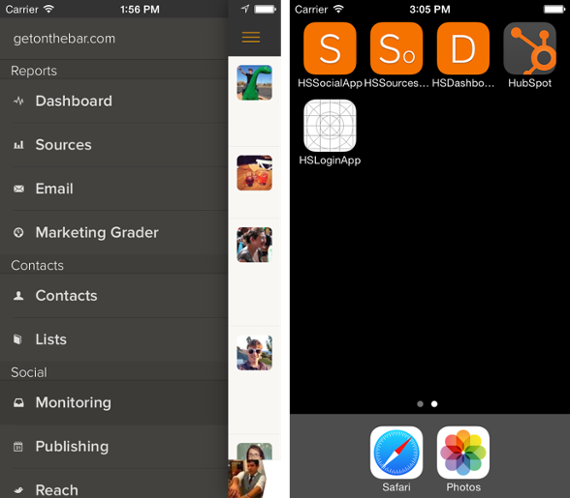 Carrier 1:56 PM
getonthebar.com
Reports
Dashboard
Sources
Email
Marketing Grader
Contacts
Contacts
Lists
Social
Monitoring
Publishing
Reach
Carrier 3:05 PM
S So D
HSSocialApp HSSources... HSDashbo... HubSpot
HSLoginApp
Safari Photos